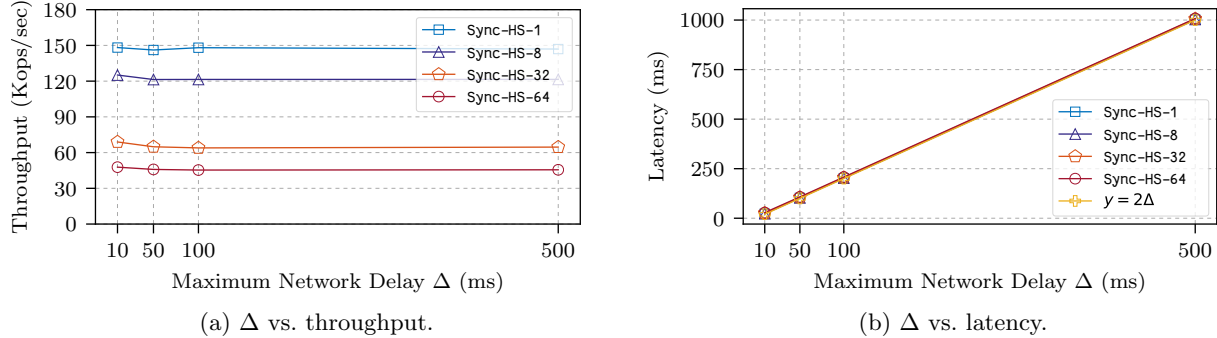 180
150
120
90
60
30
0
Throughput (Kops/sec)
Sync-HS-1
Sync-HS-8
Sync-HS-32
Sync-HS-64
10 50 100 500
Maximum Network Delay Δ (ms)
(a) Δ vs. throughput.
1000
750
500
250
0
Latency (ms)
Sync-HS-1
Sync-HS-8
Sync-HS-32
Sync-HS-64
y = 2Δ
10 50 100 500
Maximum Network Delay Δ (ms)
(b) Δ vs. latency.